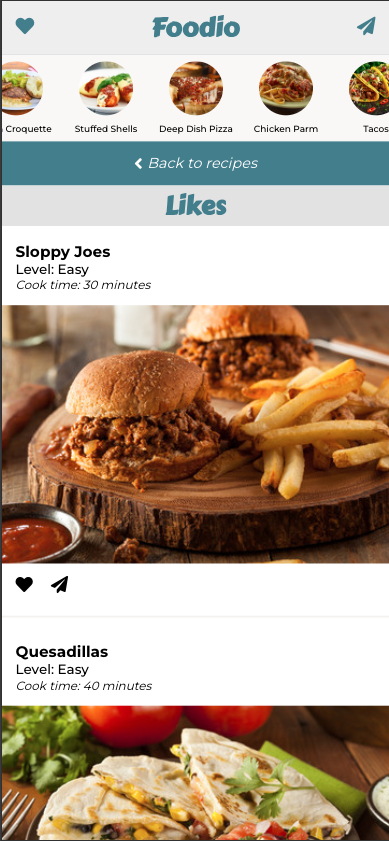 Foodio
Croquette
Stuffed Shells
Deep Dish Pizza
Chicken Parm
Tacos
Back to recipes
Likes
Sloppy Joes
Level: Easy
Cook time: 30 minutes
Quesadillas
Level: Easy
Cook time: 40 minutes